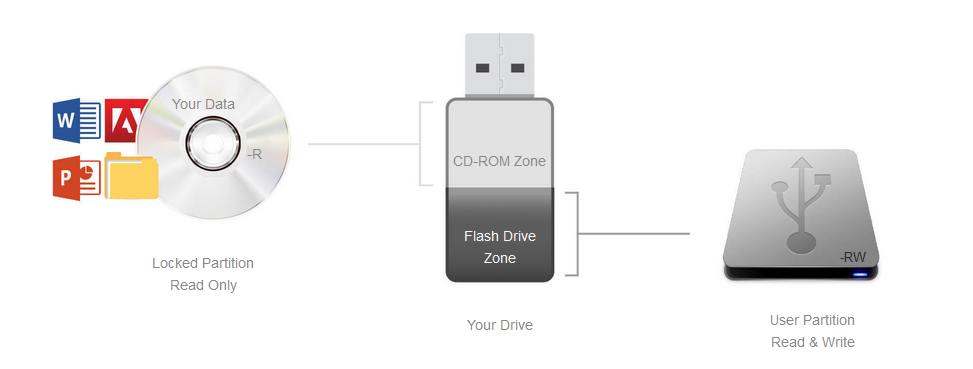 Your Data
W
P
-R
Locked Partition
Read Only
CD-ROM Zone
Flash Drive
Zone
Your Drive
-RW
User Partition
Read & Write